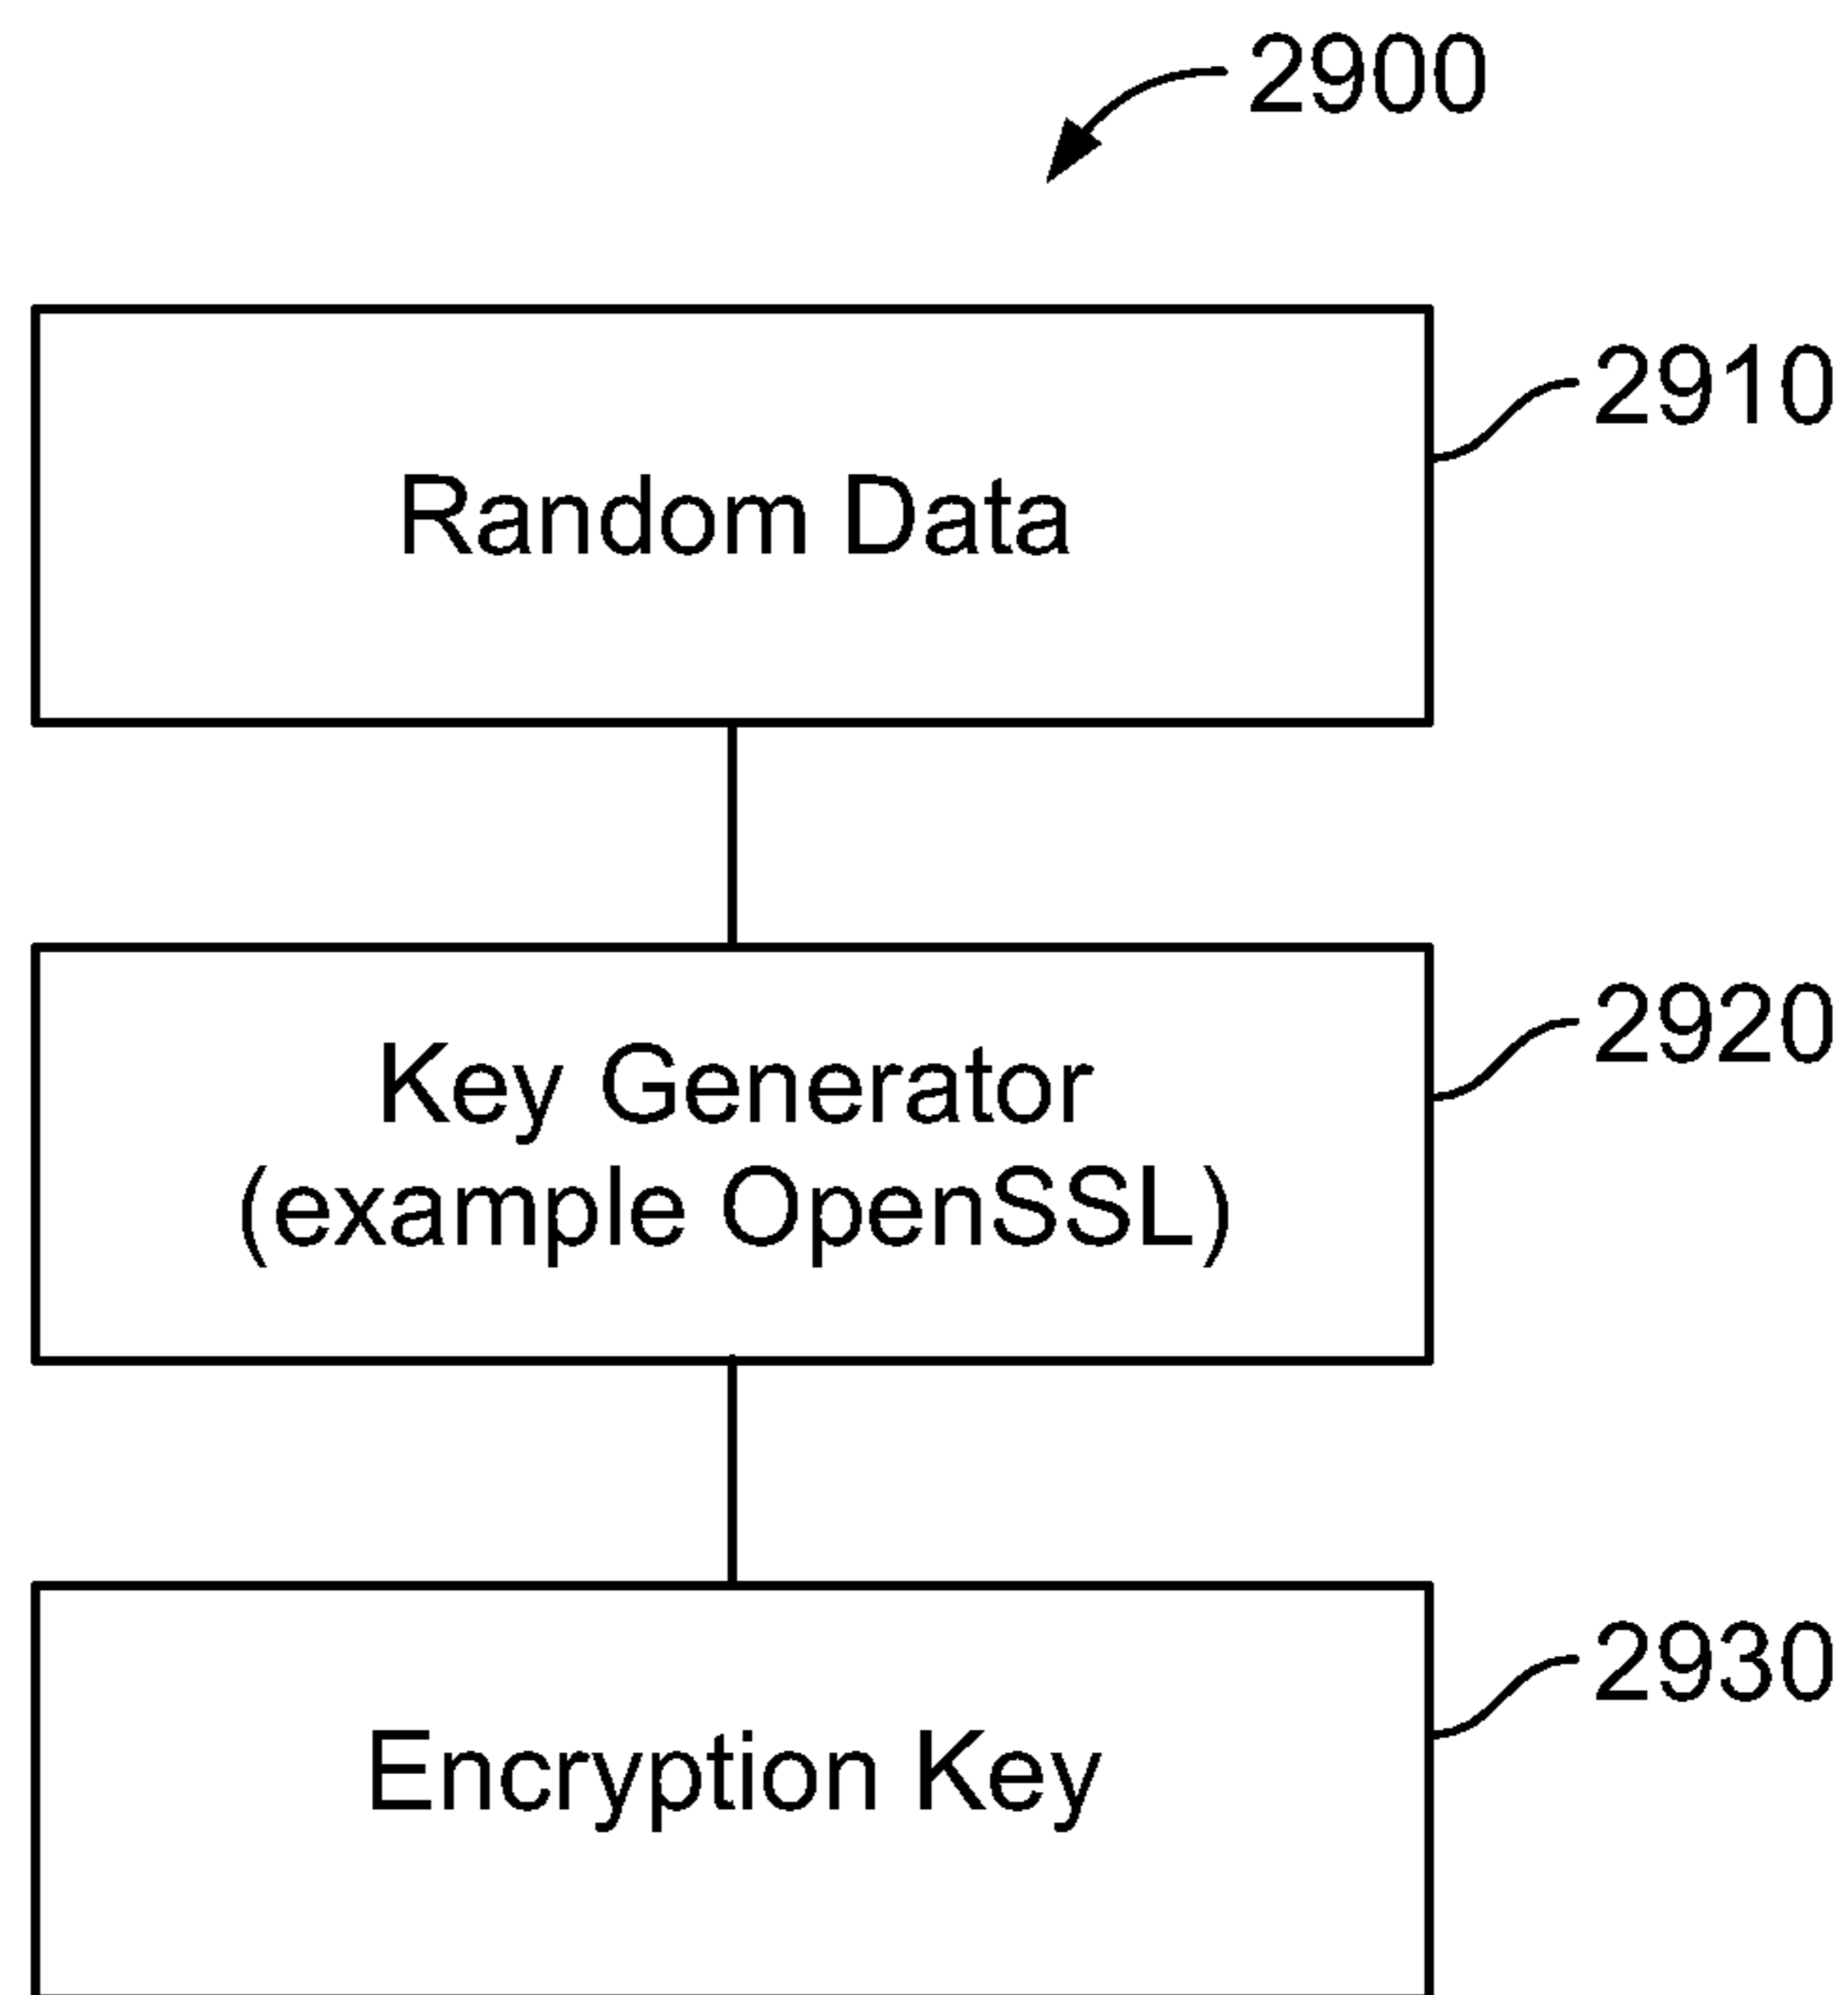 2900
2910
Random Data
2920
Key Generator
(example OpenSSL)
2930
Encryption Key